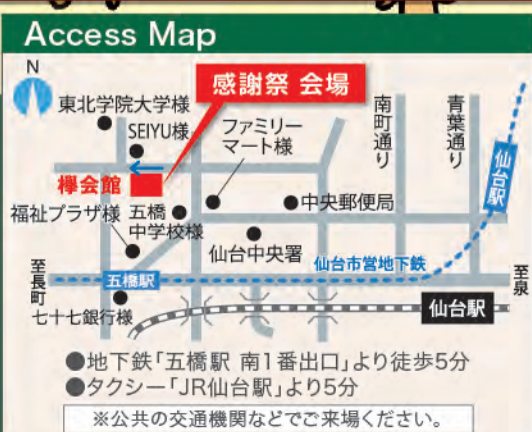 Access Map
N
感謝祭 会場
東北学院大学様
SEIYU様
ファミリー
マート様
南町通り
青葉通り
仙台駅
欅会館
福祉プラザ様
五橋
中学校様
中央郵便局
仙台中央署
仙台市営地下鉄
至長町
五橋駅
至泉
七十七銀行様
仙台駅
●地下鉄「五橋駅 南1番出口」より徒歩5分
●タクシー「JR仙台駅」より5分
※公共の交通機関などでご来場ください。